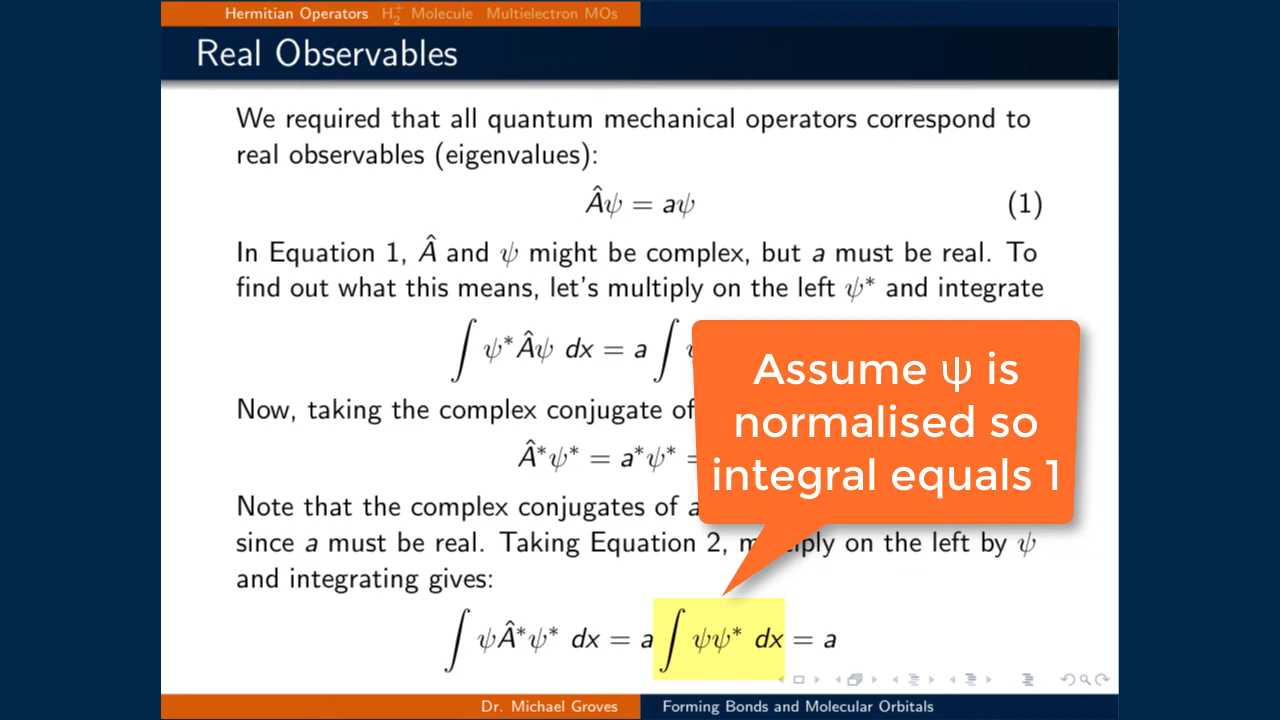 Hermitian Operators H₂⁺ Molecule Multielectron MOs
Real Observables
We required that all quantum mechanical operators correspond to
real observables (eigenvalues):
Âψ = aψ (1)
In Equation 1, Â and ψ might be complex, but a must be real. To
find out what this means, let's multiply on the left ψ* and integrate
∫ ψ*Âψ dx = a ∫
Now, taking the complex conjugate of
Â*ψ* = a*ψ* =
Note that the complex conjugates of a
since a must be real. Taking Equation 2, multiply on the left by ψ
and integrating gives:
∫ ψÂ*ψ* dx = a ∫ ψψ* dx = a
Assume ψ is
normalised so
integral equals 1
Dr. Michael Groves Forming Bonds and Molecular Orbitals